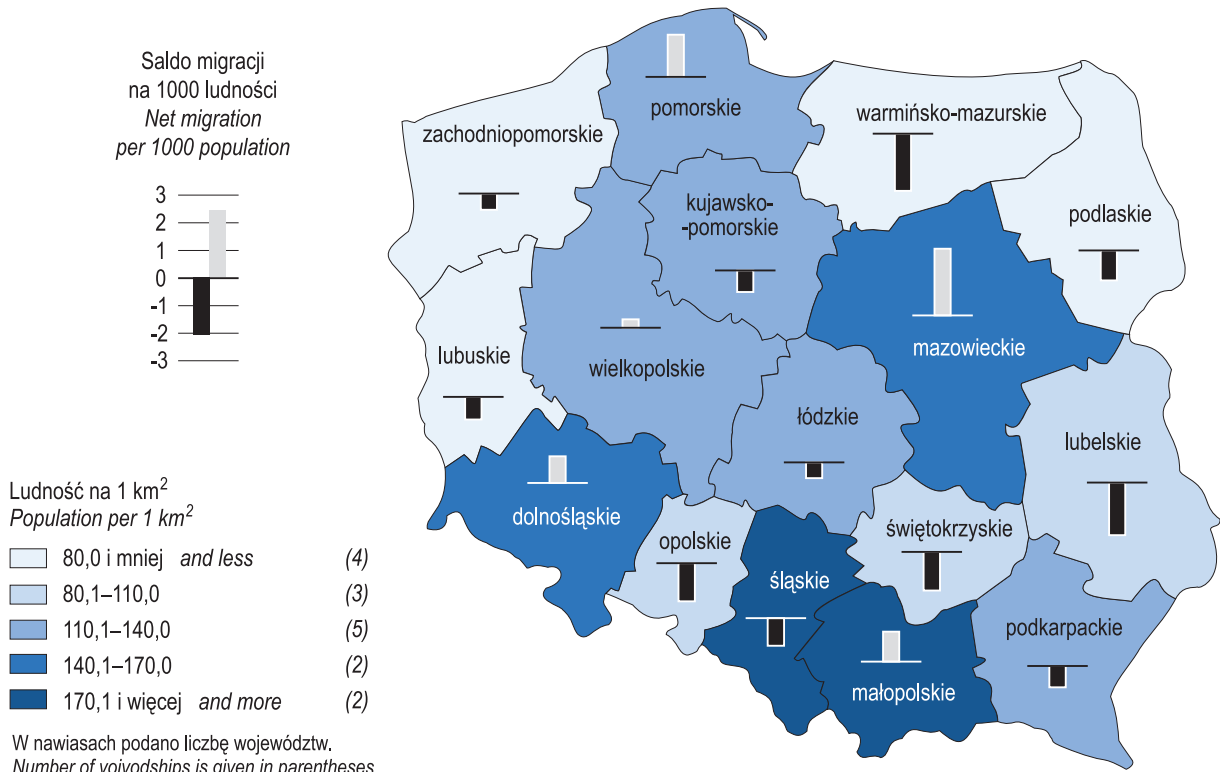 Saldo migracji
na 1000 ludności
Net migration
per 1000 population
3
2
1
0
-1
-2
-3
Ludność na 1 km²
Population per 1 km²
80,0 i mniej and less (4)
80,1–110,0 (3)
110,1–140,0 (5)
140,1–170,0 (2)
170,1 i więcej and more (2)
W nawiasach podano liczbę województw.
Number of voivodships is given in parentheses
pomorskie
warmińsko-mazurskie
zachodniopomorskie
kujawsko-
-pomorskie
podlaskie
mazowieckie
lubuskie
wielkopolskie
łódzkie
lubelskie
dolnośląskie
opolskie
świętokrzyskie
śląskie
podkarpackie
małopolskie